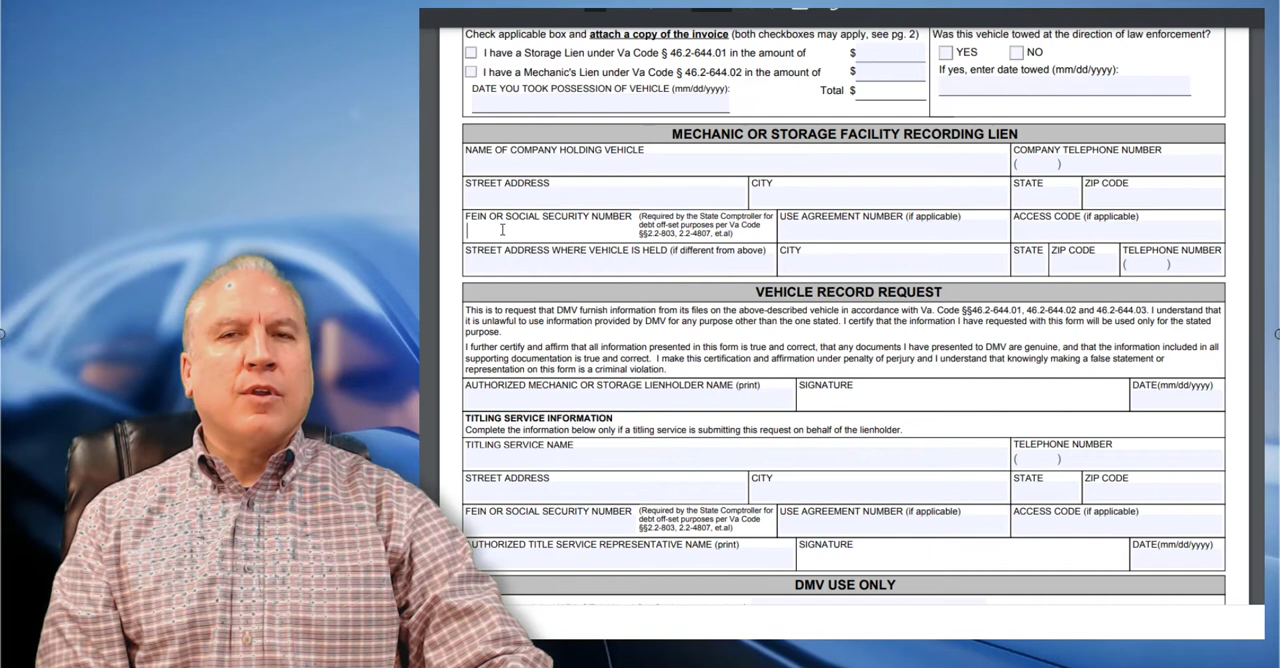 Check applicable box and attach a copy of the invoice (both checkboxes may apply, see pg. 2)
I have a Storage Lien under Va Code § 46.2-644.01 in the amount of $
I have a Mechanic's Lien under Va Code § 46.2-644.02 in the amount of $
DATE YOU TOOK POSSESSION OF VEHICLE (mm/dd/yyyy): Total $
Was this vehicle towed at the direction of law enforcement?
YES NO
If yes, enter date towed (mm/dd/yyyy):
MECHANIC OR STORAGE FACILITY RECORDING LIEN
NAME OF COMPANY HOLDING VEHICLE COMPANY TELEPHONE NUMBER
( )
STREET ADDRESS CITY STATE ZIP CODE
FEIN OR SOCIAL SECURITY NUMBER (Required by the State Comptroller for
debt off-set purposes per Va Code
§§2.2-803, 2.2-4807, et.al)
USE AGREEMENT NUMBER (if applicable) ACCESS CODE (if applicable)
STREET ADDRESS WHERE VEHICLE IS HELD (if different from above) CITY STATE ZIP CODE TELEPHONE NUMBER
( )
VEHICLE RECORD REQUEST
This is to request that DMV furnish information from its files on the above-described vehicle in accordance with Va. Code §§46.2-644.01, 46.2-644.02 and 46.2-644.03. I understand that
it is unlawful to use information provided by DMV for any purpose other than the one stated. I certify that the information I have requested with this form will be used only for the stated
purpose.
I further certify and affirm that all information presented in this form is true and correct, that any documents I have presented to DMV are genuine, and that the information included in all
supporting documentation is true and correct. I make this certification and affirmation under penalty of perjury and I understand that knowingly making a false statement or
representation on this form is a criminal violation.
AUTHORIZED MECHANIC OR STORAGE LIENHOLDER NAME (print) SIGNATURE DATE(mm/dd/yyyy)
TITLING SERVICE INFORMATION
Complete the information below only if a titling service is submitting this request on behalf of the lienholder.
TITLING SERVICE NAME TELEPHONE NUMBER
( )
STREET ADDRESS CITY STATE ZIP CODE
FEIN OR SOCIAL SECURITY NUMBER (Required by the State Comptroller for
debt off-set purposes per Va Code
§§2.2-803, 2.2-4807, et.al)
USE AGREEMENT NUMBER (if applicable) ACCESS CODE (if applicable)
UTHORIZED TITLE SERVICE REPRESENTATIVE NAME (print) SIGNATURE DATE(mm/dd/yyyy)
DMV USE ONLY